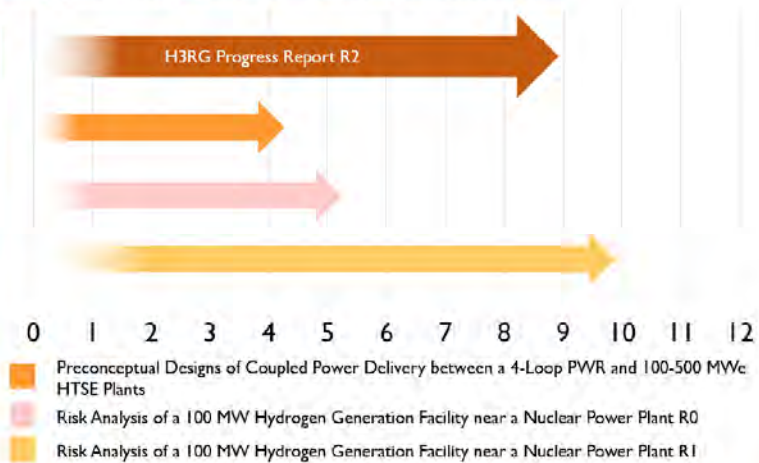 H3RG Progress Report R2
0 1 2 3 4 5 6 7 8 9 10 11 12
Preconceptual Designs of Coupled Power Delivery between a 4-Loop PWR and 100-500 MWe
HTSE Plants
Risk Analysis of a 100 MW Hydrogen Generation Facility near a Nuclear Power Plant R0
Risk Analysis of a 100 MW Hydrogen Generation Facility near a Nuclear Power Plant R1